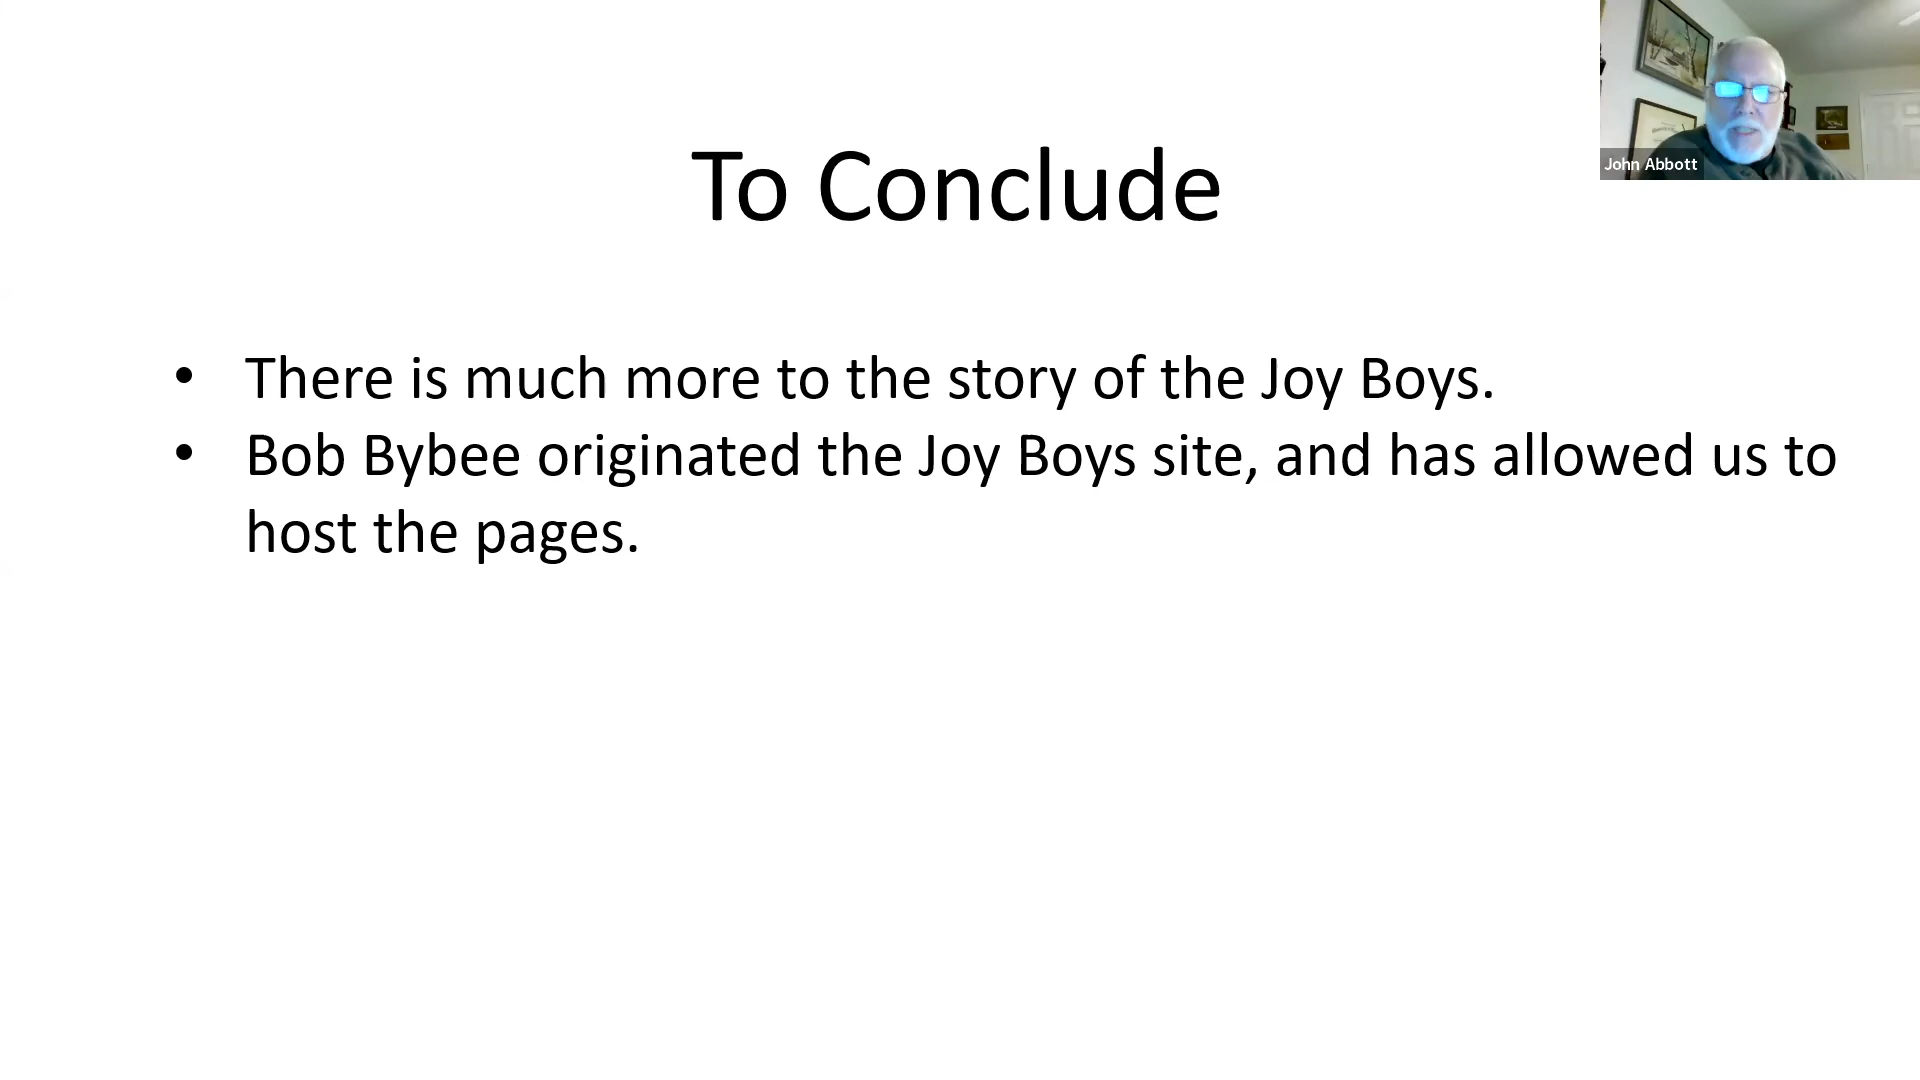 To Conclude
• There is much more to the story of the Joy Boys.
• Bob Bybee originated the Joy Boys site, and has allowed us to
host the pages.
John Abbott